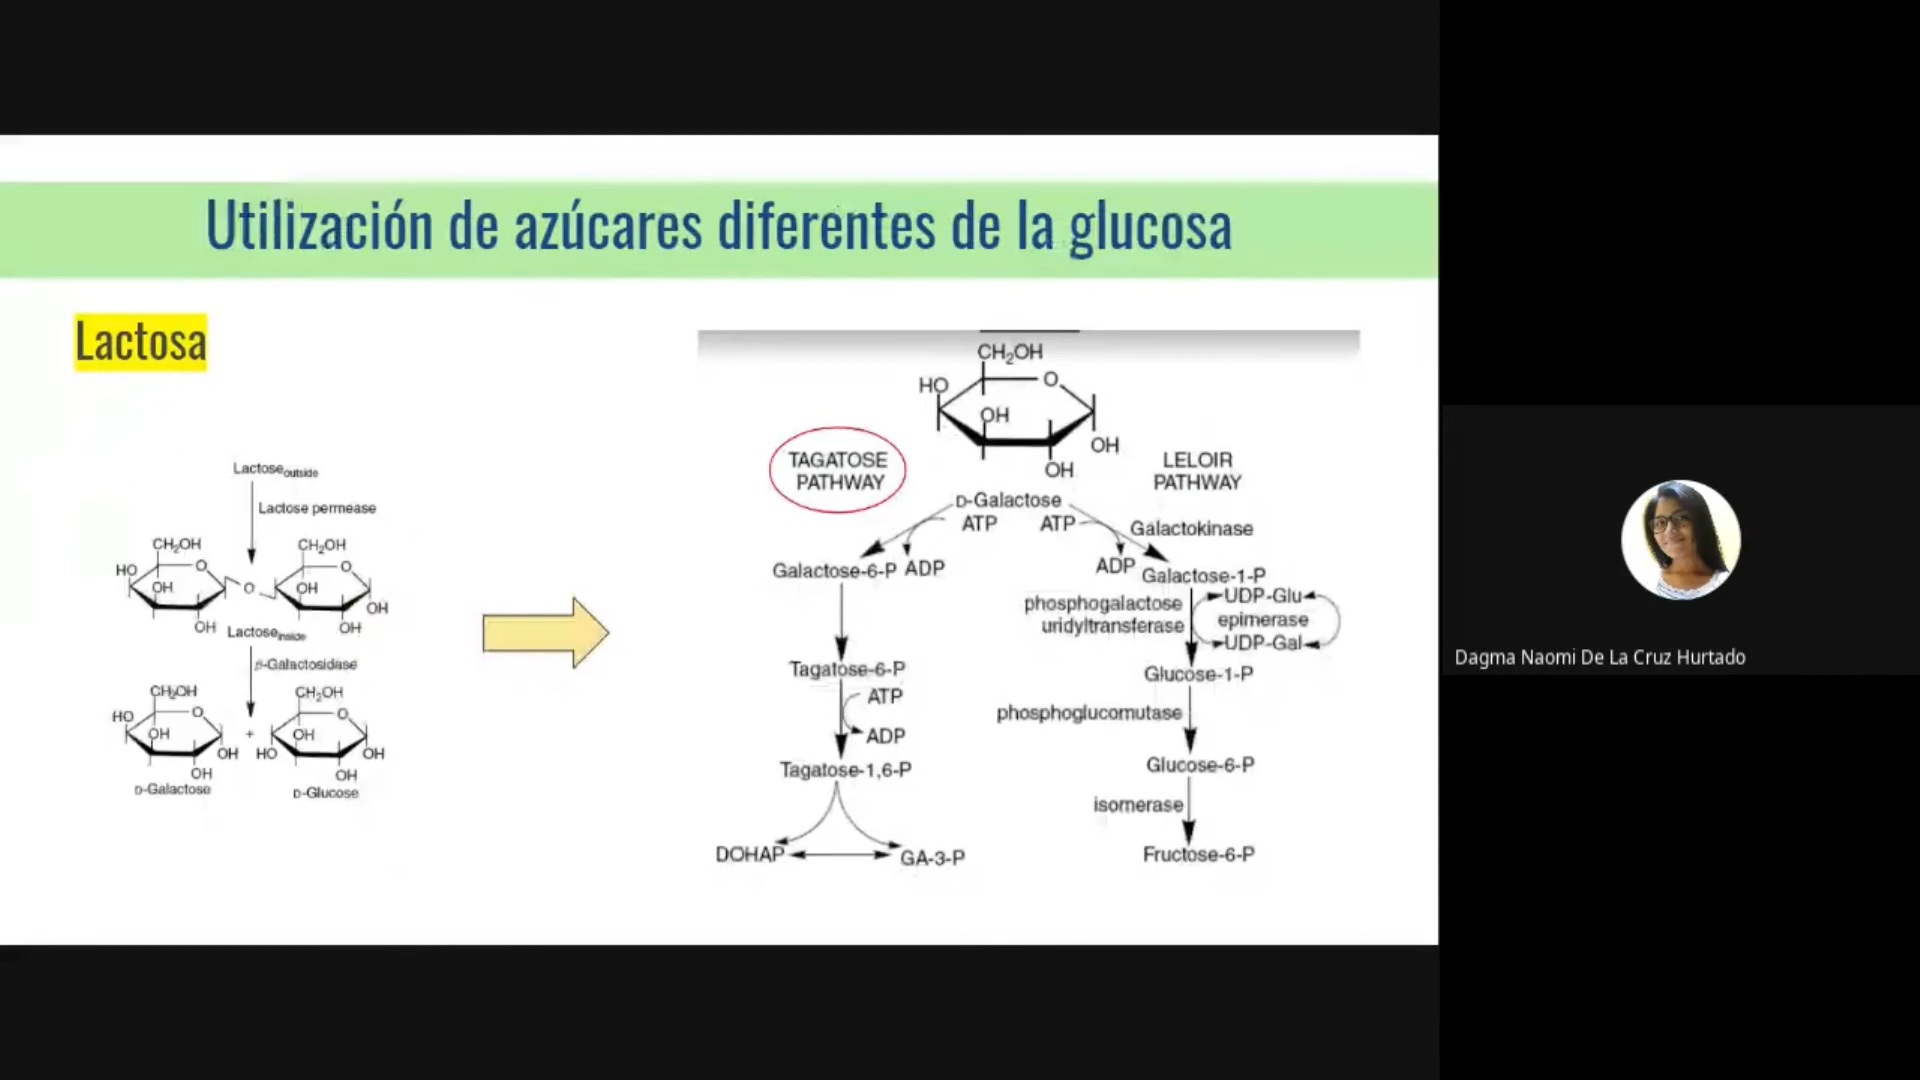 Utilización de azúcares diferentes de la glucosa
Lactosa
Lactose outside
Lactose permease
CH2OH
CH2OH
HO
O
O
OH
O
OH
OH
OH
OH
Lactose inside
β-Galactosidase
CH2OH
CH2OH
HO
O
O
OH
+
OH
OH
HO
OH
OH
OH
D-Galactose
D-Glucose
CH2OH
HO
O
OH
OH
OH
TAGATOSE
PATHWAY
LELOIR
PATHWAY
D-Galactose
ATP
ATP
Galactokinase
Galactose-6-P
ADP
ADP
Galactose-1-P
phosphogalactose
uridyltransferase
UDP-Glu
epimerase
UDP-Gal
Tagatose-6-P
Glucose-1-P
ATP
ADP
phosphoglucomutase
Tagatose-1,6-P
Glucose-6-P
isomerase
DOHAP
GA-3-P
Fructose-6-P
Dagma Naomi De La Cruz Hurtado